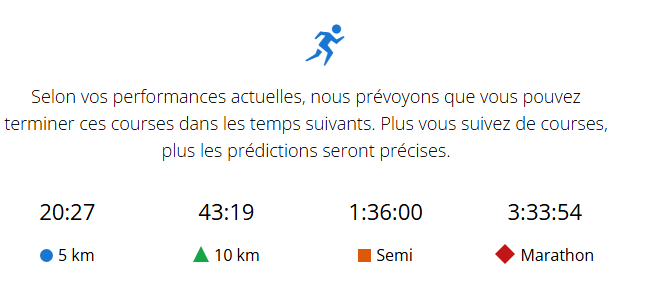 Selon vos performances actuelles, nous prévoyons que vous pouvez
terminer ces courses dans les temps suivants. Plus vous suivez de courses,
plus les prédictions seront précises.
20:27 43:19 1:36:00 3:33:54
5 km 10 km Semi Marathon